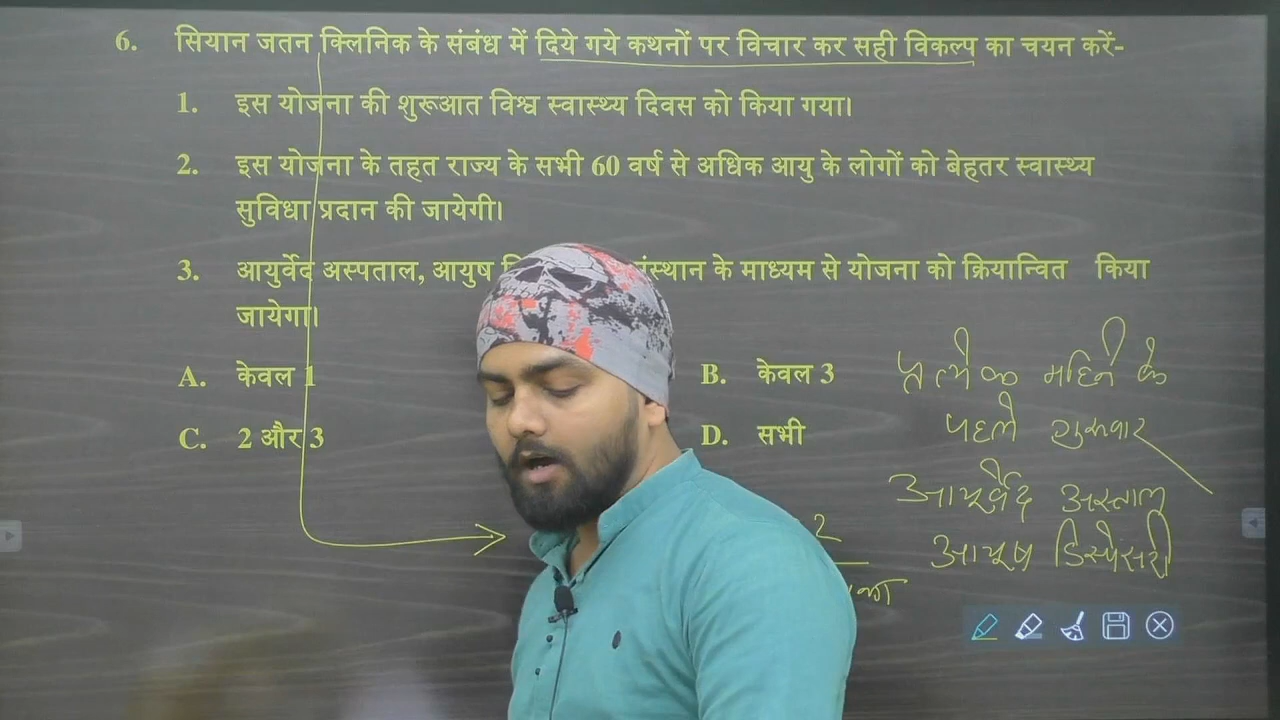 6. सियान जतन क्लिनिक के संबंध में दिये गये कथनों पर विचार कर सही विकल्प का चयन करें-
1. इस योजना की शुरूआत विश्व स्वास्थ्य दिवस को किया गया।
2. इस योजना के तहत राज्य के सभी 60 वर्ष से अधिक आयु के लोगों को बेहतर स्वास्थ्य
सुविधा प्रदान की जायेगी।
3. आयुर्वेद अस्पताल, आयुष संस्थान के माध्यम से योजना को क्रियान्वित किया
जायेगा।
A. केवल 1
B. केवल 3
C. 2 और 3
D. सभी
प्रत्येक महिने के
पहले गुरूवार
आयुर्वेद अस्ताल
2
आयुष डिस्पेंसरी